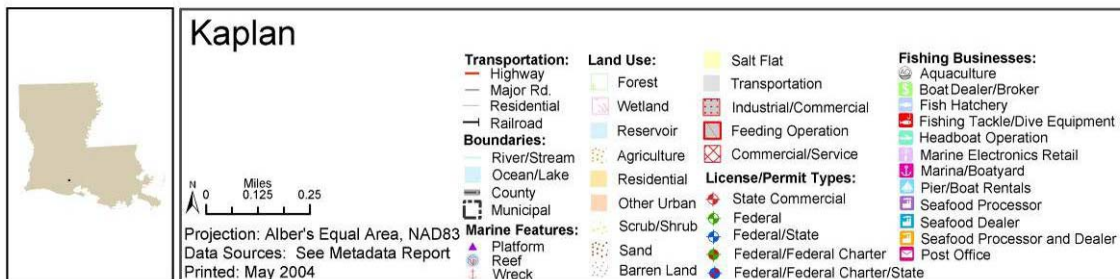 Kaplan
N
Miles
0 0.125 0.25
Projection: Alber's Equal Area, NAD83
Data Sources: See Metadata Report
Printed: May 2004
Transportation:
Highway
Major Rd.
Residential
Railroad
Boundaries:
River/Stream
Ocean/Lake
County
Municipal
Marine Features:
Platform
Reef
Wreck
Land Use:
Forest
Wetland
Reservoir
Agriculture
Residential
Other Urban
Scrub/Shrub
Sand
Barren Land
Salt Flat
Transportation
Industrial/Commercial
Feeding Operation
Commercial/Service
License/Permit Types:
State Commercial
Federal
Federal/State
Federal/Federal Charter
Federal/Federal Charter/State
Fishing Businesses:
Aquaculture
Boat Dealer/Broker
Fish Hatchery
Fishing Tackle/Dive Equipment
Headboat Operation
Marine Electronics Retail
Marina/Boatyard
Pier/Boat Rentals
Seafood Processor
Seafood Dealer
Seafood Processor and Dealer
Post Office